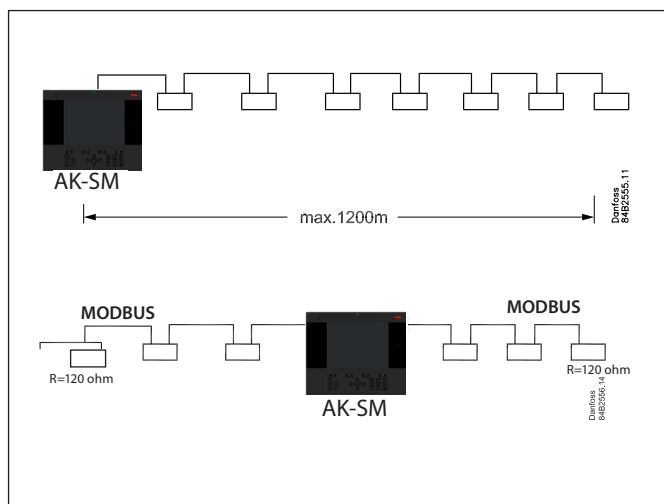 AK-SM
max.1200m
Danfoss
84B2555.11
MODBUS
MODBUS
R=120 ohm
AK-SM
R=120 ohm
Danfoss
84B2556.14